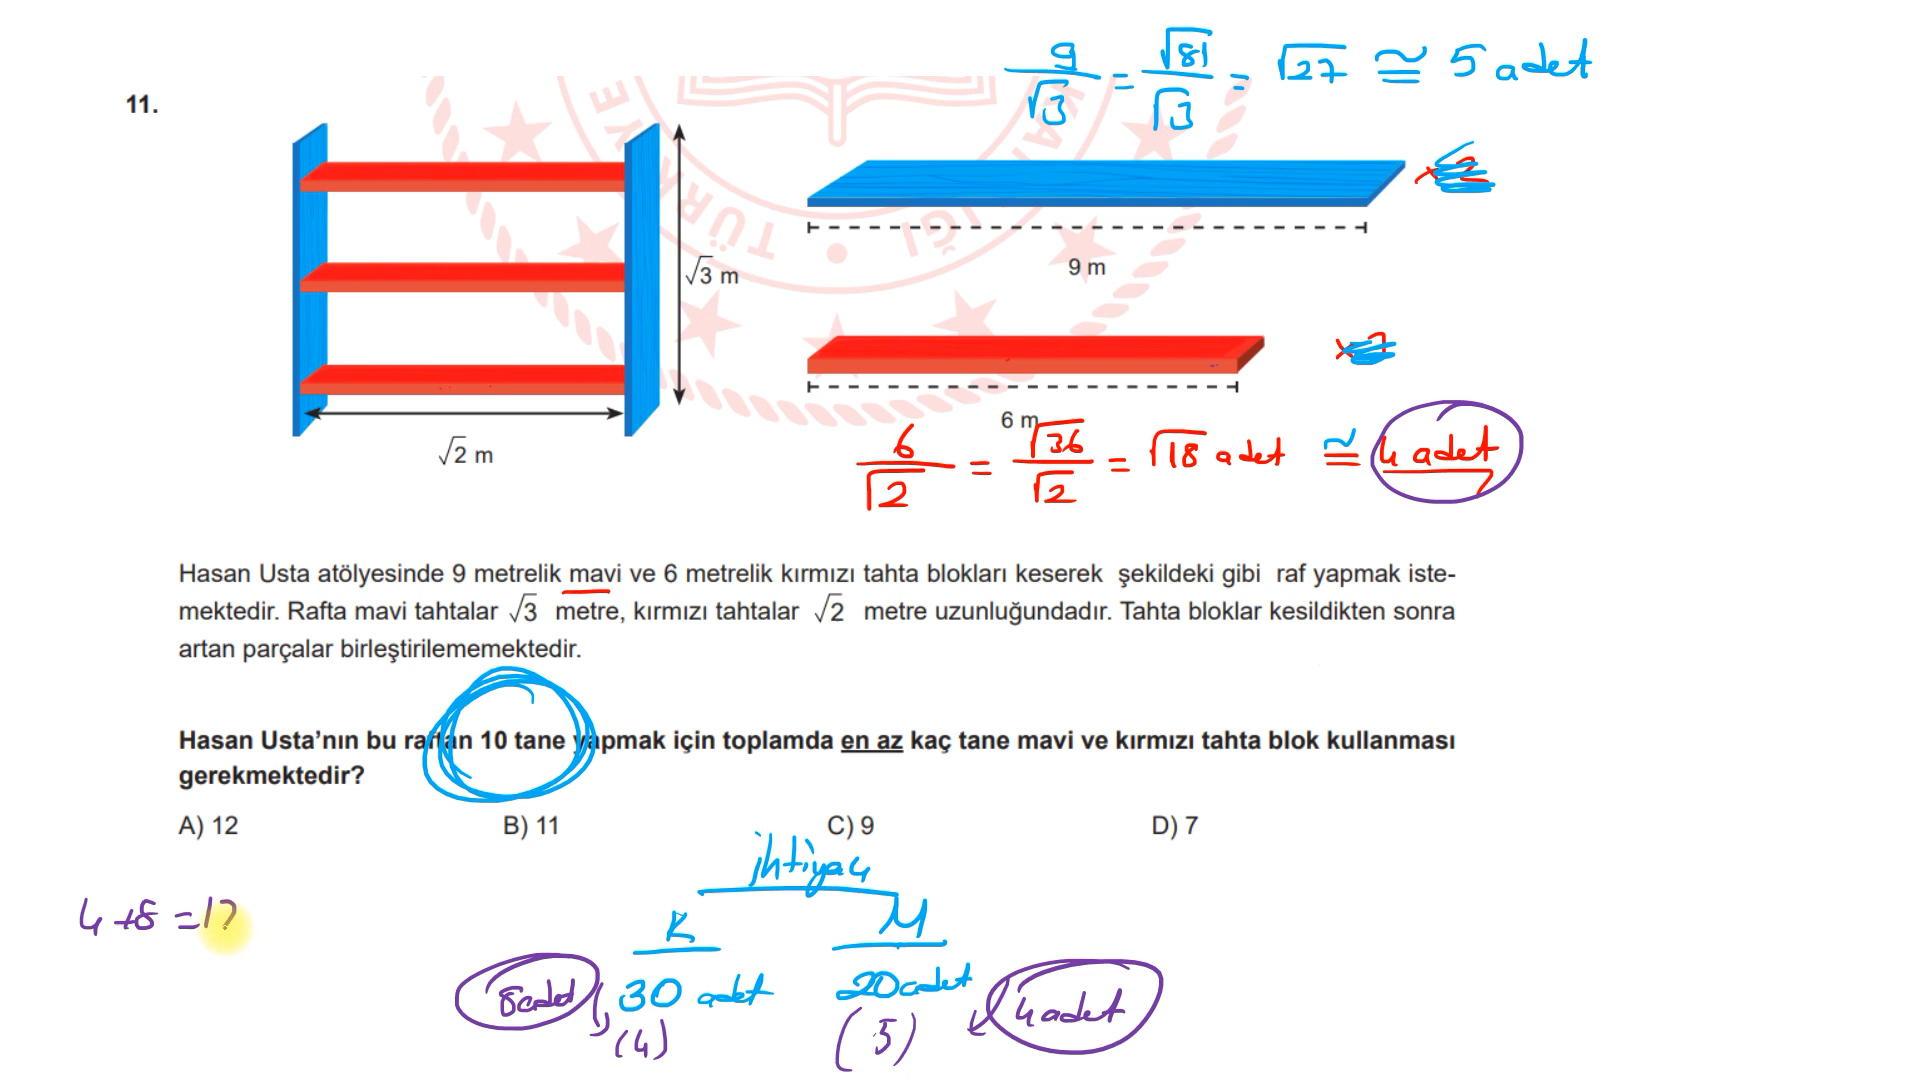 9/√3 = √81/√3 = √27 ≅ 5 adet
11.
TÜRKİYE
√3 m
9 m
6 m
6/√2 = √36/√2 = √18 adet ≅ 4 adet
√2 m
Hasan Usta atölyesinde 9 metrelik mavi ve 6 metrelik kırmızı tahta blokları keserek şekildeki gibi raf yapmak iste-
mektedir. Rafta mavi tahtalar √3 metre, kırmızı tahtalar √2 metre uzunluğundadır. Tahta bloklar kesildikten sonra
artan parçalar birleştirilememektedir.
Hasan Usta’nın bu raftan 10 tane yapmak için toplamda en az kaç tane mavi ve kırmızı tahta blok kullanması
gerekmektedir?
A) 12 B) 11 C) 9 D) 7
ihtiyaç
4+8=12
K M
8 adet 30 adet 20 adet 4 adet
(4) (5)